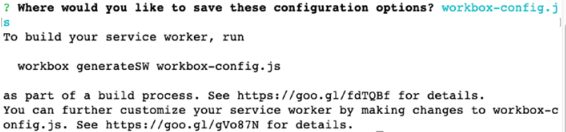 ? Where would you like to save these configuration options? workbox-config.j
s
To build your service worker, run
workbox generateSW workbox-config.js
as part of a build process. See https://goo.gl/fdTQBf for details.
You can further customize your service worker by making changes to workbox-c
onfig.js. See https://goo.gl/gVo87N for details.